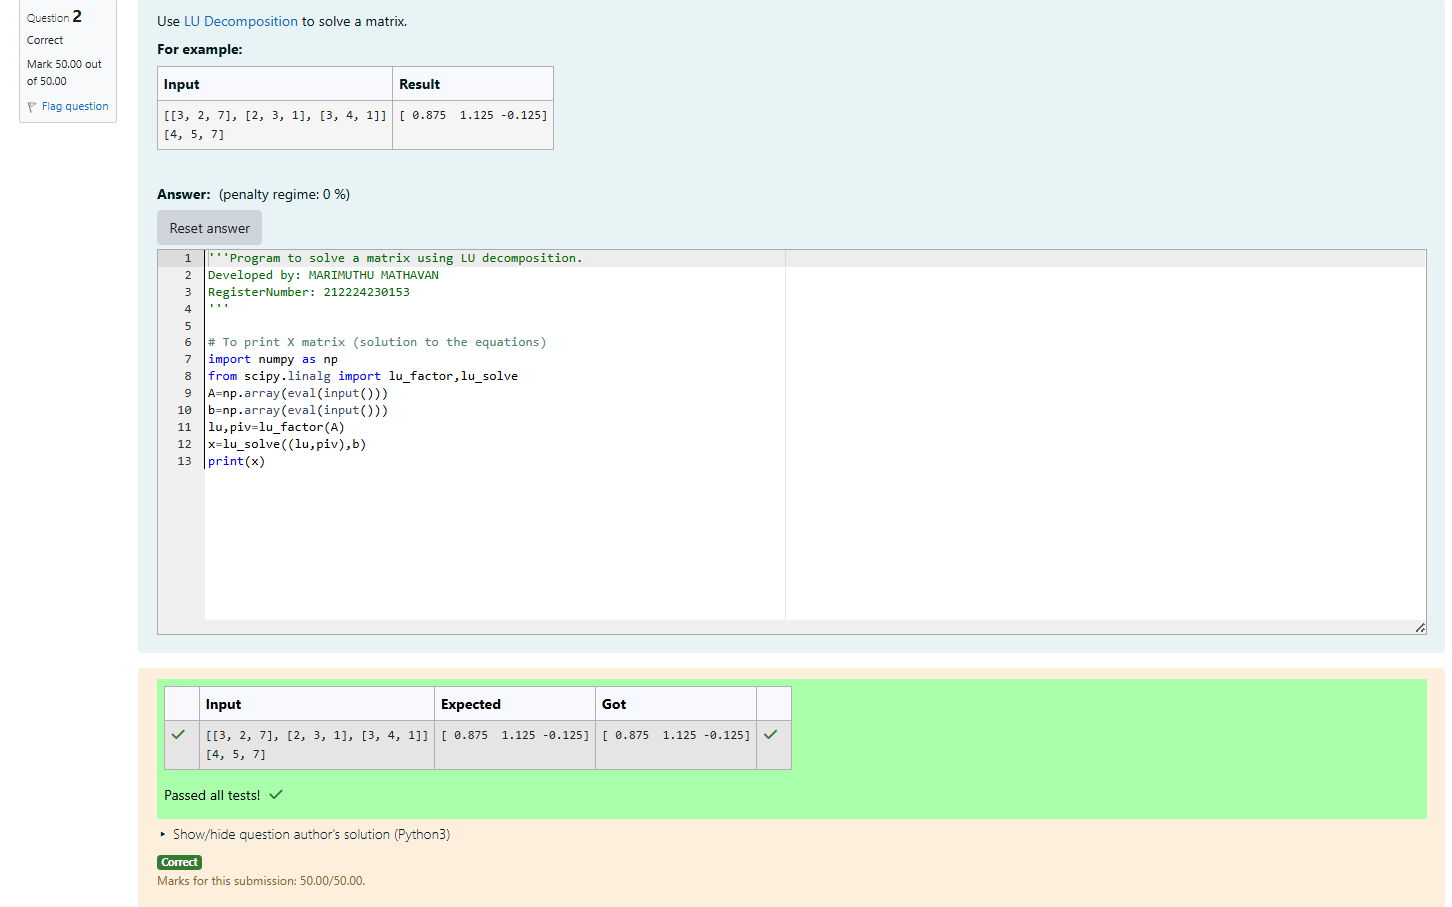 Question 2
Correct
Mark 50.00 out
of 50.00
Flag question
Use LU Decomposition to solve a matrix.
For example:
Input Result
[[3, 2, 7], [2, 3, 1], [3, 4, 1]] [ 0.875  1.125 -0.125]
[4, 5, 7]
Answer: (penalty regime: 0 %)
Reset answer
1 '''Program to solve a matrix using LU decomposition.
2 Developed by: MARIMUTHU MATHAVAN
3 RegisterNumber: 212224230153
4 '''
5
6 # To print X matrix (solution to the equations)
7 import numpy as np
8 from scipy.linalg import lu_factor,lu_solve
9 A=np.array(eval(input()))
10 b=np.array(eval(input()))
11 lu,piv=lu_factor(A)
12 x=lu_solve((lu,piv),b)
13 print(x)
Input Expected Got
[[3, 2, 7], [2, 3, 1], [3, 4, 1]] [ 0.875  1.125 -0.125] [ 0.875  1.125 -0.125]
[4, 5, 7]
Passed all tests!
Show/hide question author's solution (Python3)
Correct
Marks for this submission: 50.00/50.00.